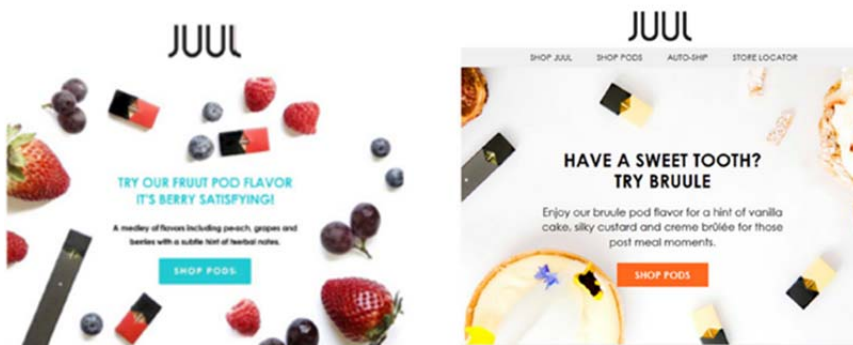 JUUL
TRY OUR FRUUT POD FLAVOR
IT'S BERRY SATISFYING!
A medley of flavors including peach, grapes and
berries with a subtle hint of herbal notes.
SHOP PODS
JUUL
SHOP JUUL
SHOP PODS
AUTO-SHIP
STORE LOCATOR
HAVE A SWEET TOOTH?
TRY BRUULE
Enjoy our bruule pod flavor for a hint of vanilla
cake, silky custard and creme brûlée for those
post meal moments.
SHOP PODS